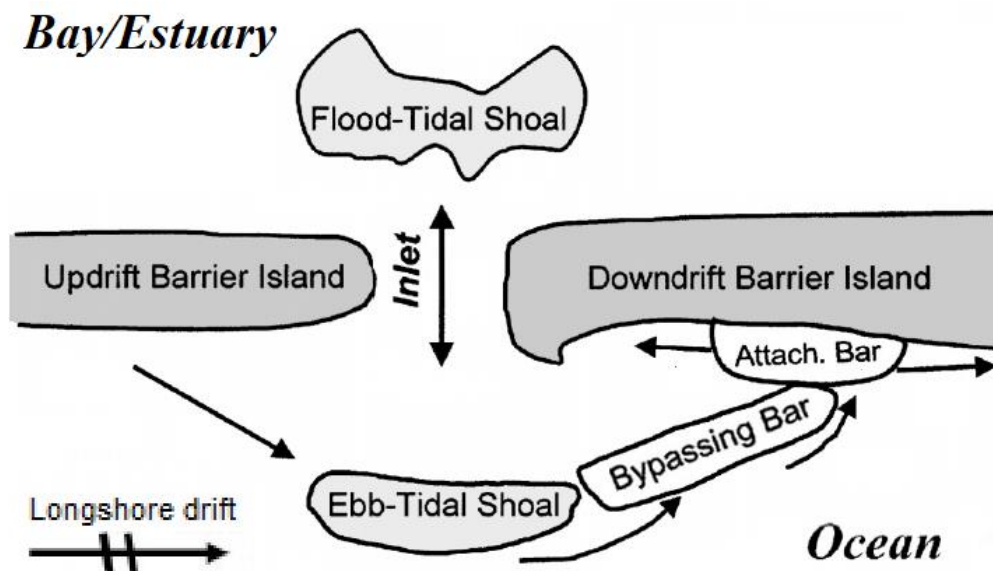 Bay/Estuary
Flood-Tidal Shoal
Updrift Barrier Island
Inlet
Downdrift Barrier Island
Attach. Bar
Bypassing Bar
Ebb-Tidal Shoal
Longshore drift
Ocean